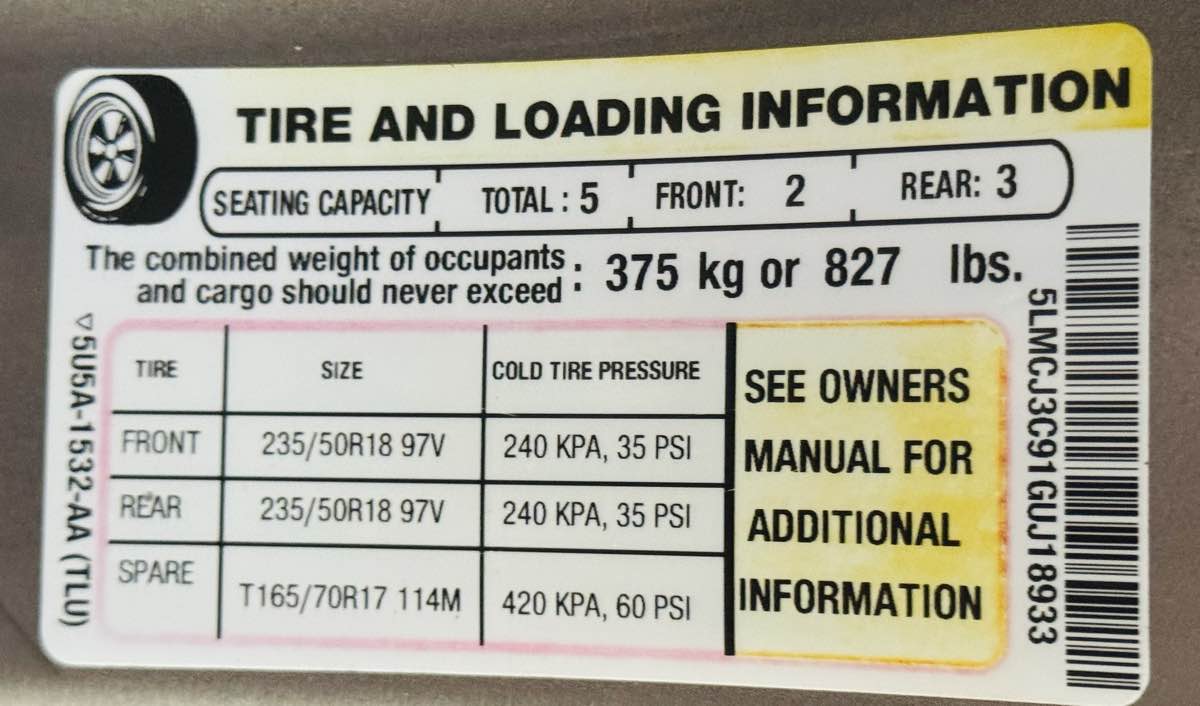 TIRE AND LOADING INFORMATION
SEATING CAPACITY TOTAL : 5 FRONT: 2 REAR: 3
The combined weight of occupants
and cargo should never exceed : 375 kg or 827 lbs.
TIRE SIZE COLD TIRE PRESSURE
FRONT 235/50R18 97V 240 KPA, 35 PSI
REAR 235/50R18 97V 240 KPA, 35 PSI
SPARE T165/70R17 114M 420 KPA, 60 PSI
SEE OWNERS
MANUAL FOR
ADDITIONAL
INFORMATION
▽5U5A-1532-AA (TLU)
5LMCJ3C91GUJ18933